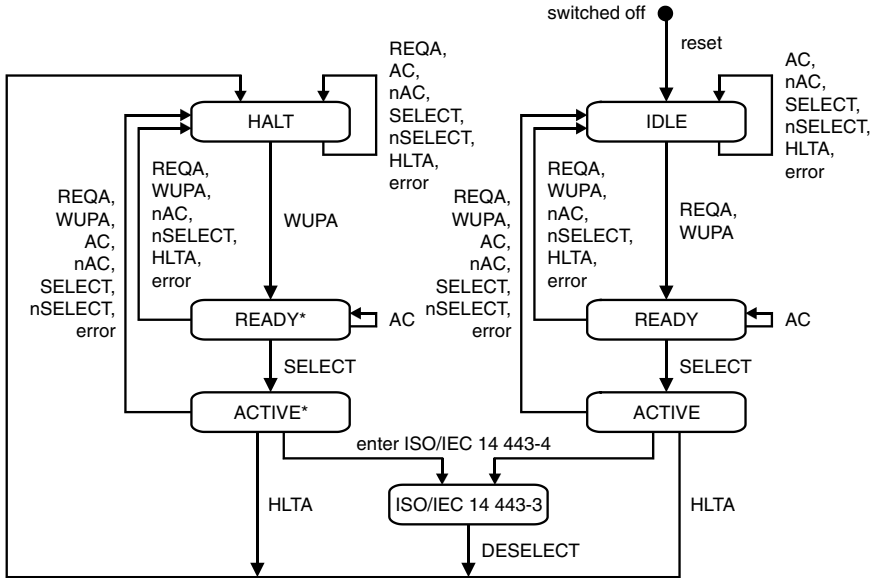 switched off
reset
REQA,
AC,
nAC,
SELECT,
nSELECT,
HLTA,
error
AC,
nAC,
SELECT,
nSELECT,
HLTA,
error
HALT
IDLE
REQA,
WUPA,
AC,
nAC,
SELECT,
nSELECT,
error
REQA,
WUPA,
nAC,
nSELECT,
HLTA,
error
WUPA
REQA,
WUPA,
AC,
nAC,
SELECT,
nSELECT,
error
REQA,
WUPA,
nAC,
nSELECT,
HLTA,
error
REQA,
WUPA
READY*
AC
READY
AC
SELECT
SELECT
ACTIVE*
ACTIVE
enter ISO/IEC 14 443-4
ISO/IEC 14 443-3
HLTA
HLTA
DESELECT